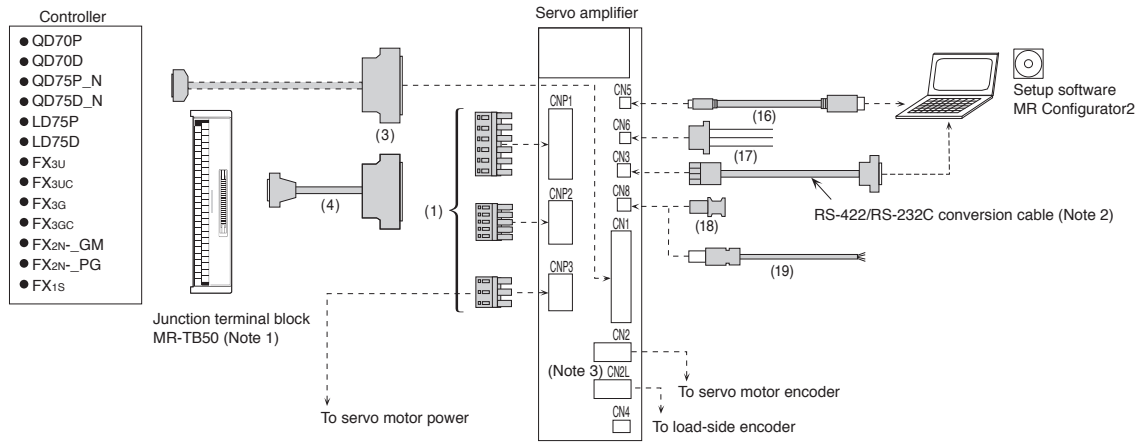 Controller
● QD70P
● QD70D
● QD75P_N
● QD75D_N
● LD75P
● LD75D
● FX3U
● FX3UC
● FX3G
● FX3GC
● FX2N-_GM
● FX2N-_PG
● FX1S
(3)
(4)
Junction terminal block
MR-TB50 (Note 1)
(1)
To servo motor power
Servo amplifier
CNP1
CNP2
CNP3
CN5
CN6
CN3
CN8
CN1
CN2
(Note 3)
CN2L
CN4
(16)
(17)
RS-422/RS-232C conversion cable (Note 2)
(18)
(19)
To servo motor encoder
To load-side encoder
Setup software
MR Configurator2